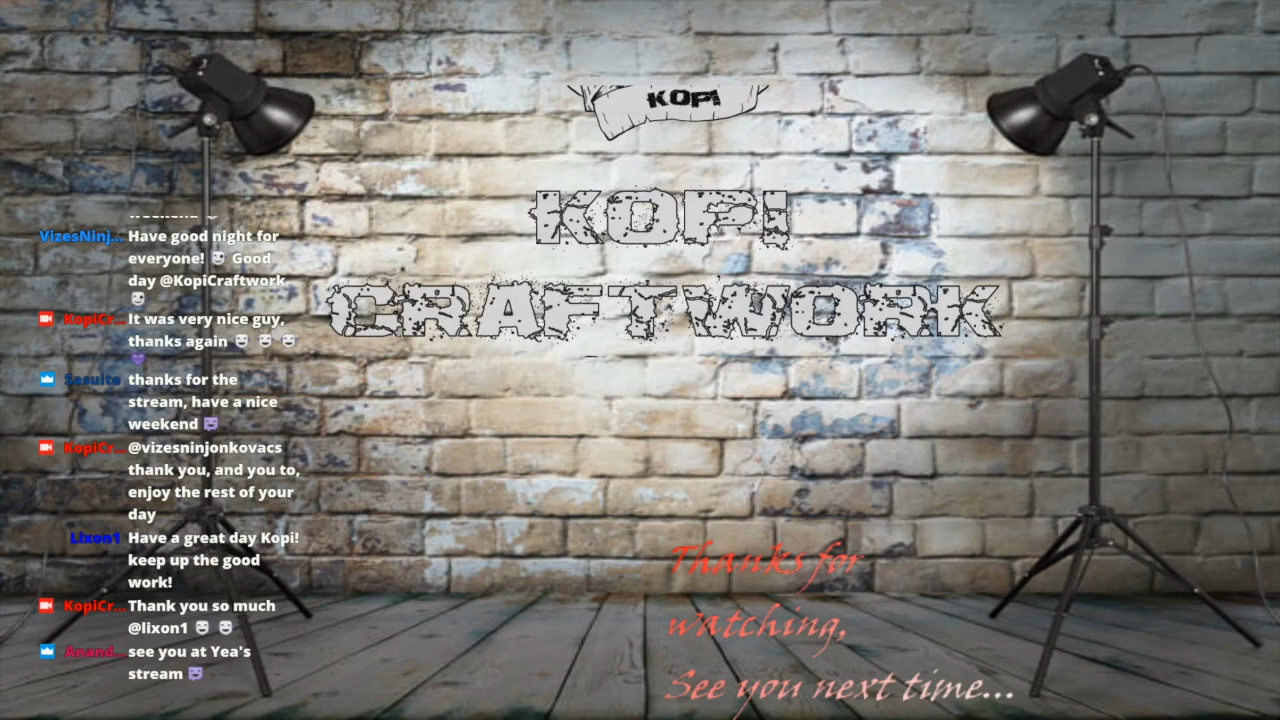 KOPI
KOPI
CRAFTWORK
VizesNinj... Have good night for
everyone! Good
day @KopiCraftwork
KopiCr... It was very nice guy,
thanks again
Sasuite thanks for the
stream, have a nice
weekend
KopiCr... @vizesninjonkovacs
thank you, and you to,
enjoy the rest of your
day
Lixon1 Have a great day Kopi!
keep up the good
work!
KopiCr... Thank you so much
@lixon1
Anand... see you at Yea's
stream
Thanks for
watching,
See you next time...